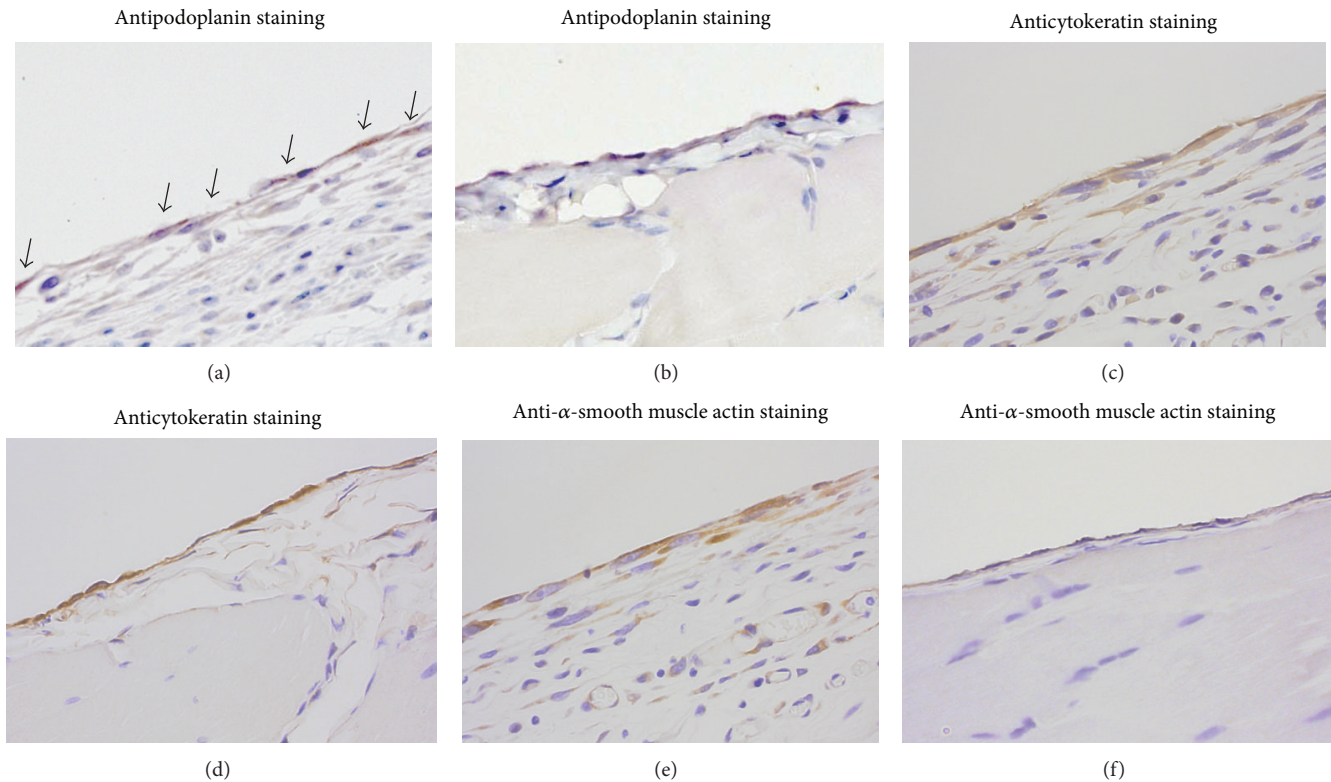 Antipodoplanin staining
Antipodoplanin staining
Anticytokeratin staining
(a)
(b)
(c)
Anticytokeratin staining
Anti-α-smooth muscle actin staining
Anti-α-smooth muscle actin staining
(d)
(e)
(f)